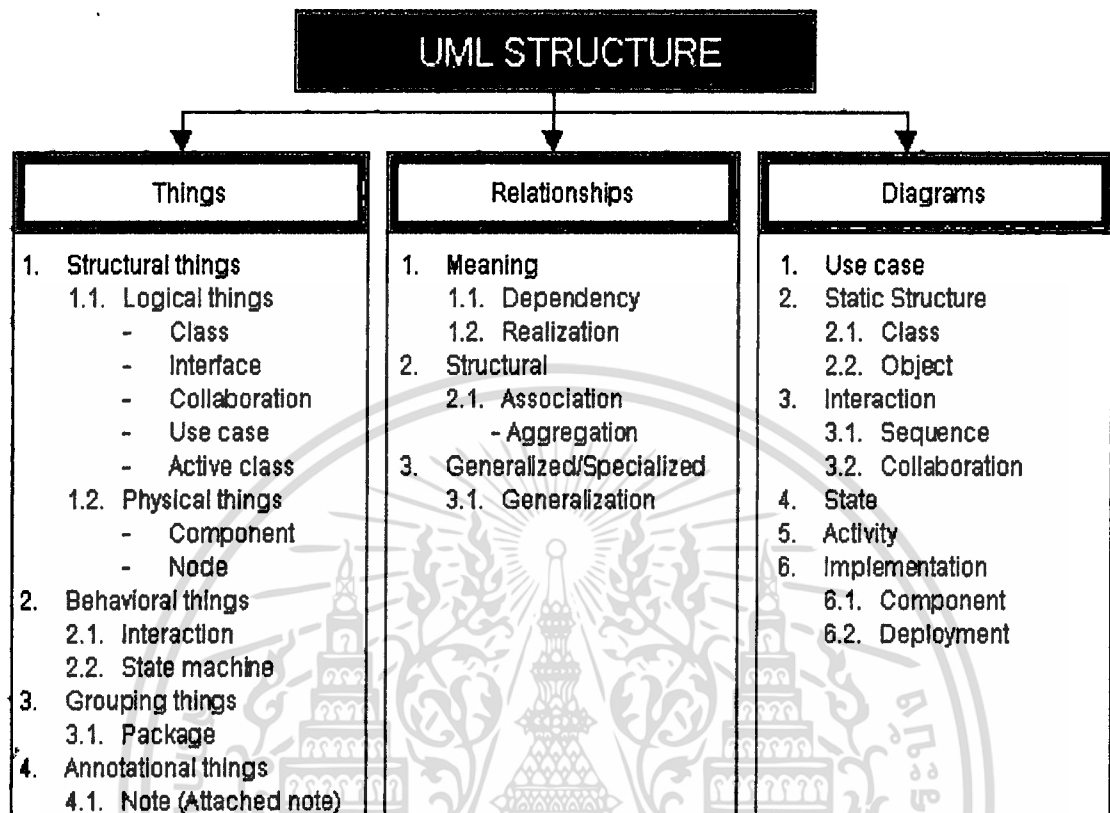 UML STRUCTURE
Things
1. Structural things
1.1. Logical things
- Class
- Interface
- Collaboration
- Use case
- Active class
1.2. Physical things
- Component
- Node
2. Behavioral things
2.1. Interaction
2.2. State machine
3. Grouping things
3.1. Package
4. Annotational things
4.1. Note (Attached note)
Relationships
1. Meaning
1.1. Dependency
1.2. Realization
2. Structural
2.1. Association
- Aggregation
3. Generalized/Specialized
3.1. Generalization
Diagrams
1. Use case
2. Static Structure
2.1. Class
2.2. Object
3. Interaction
3.1. Sequence
3.2. Collaboration
4. State
5. Activity
6. Implementation
6.1. Component
6.2. Deployment